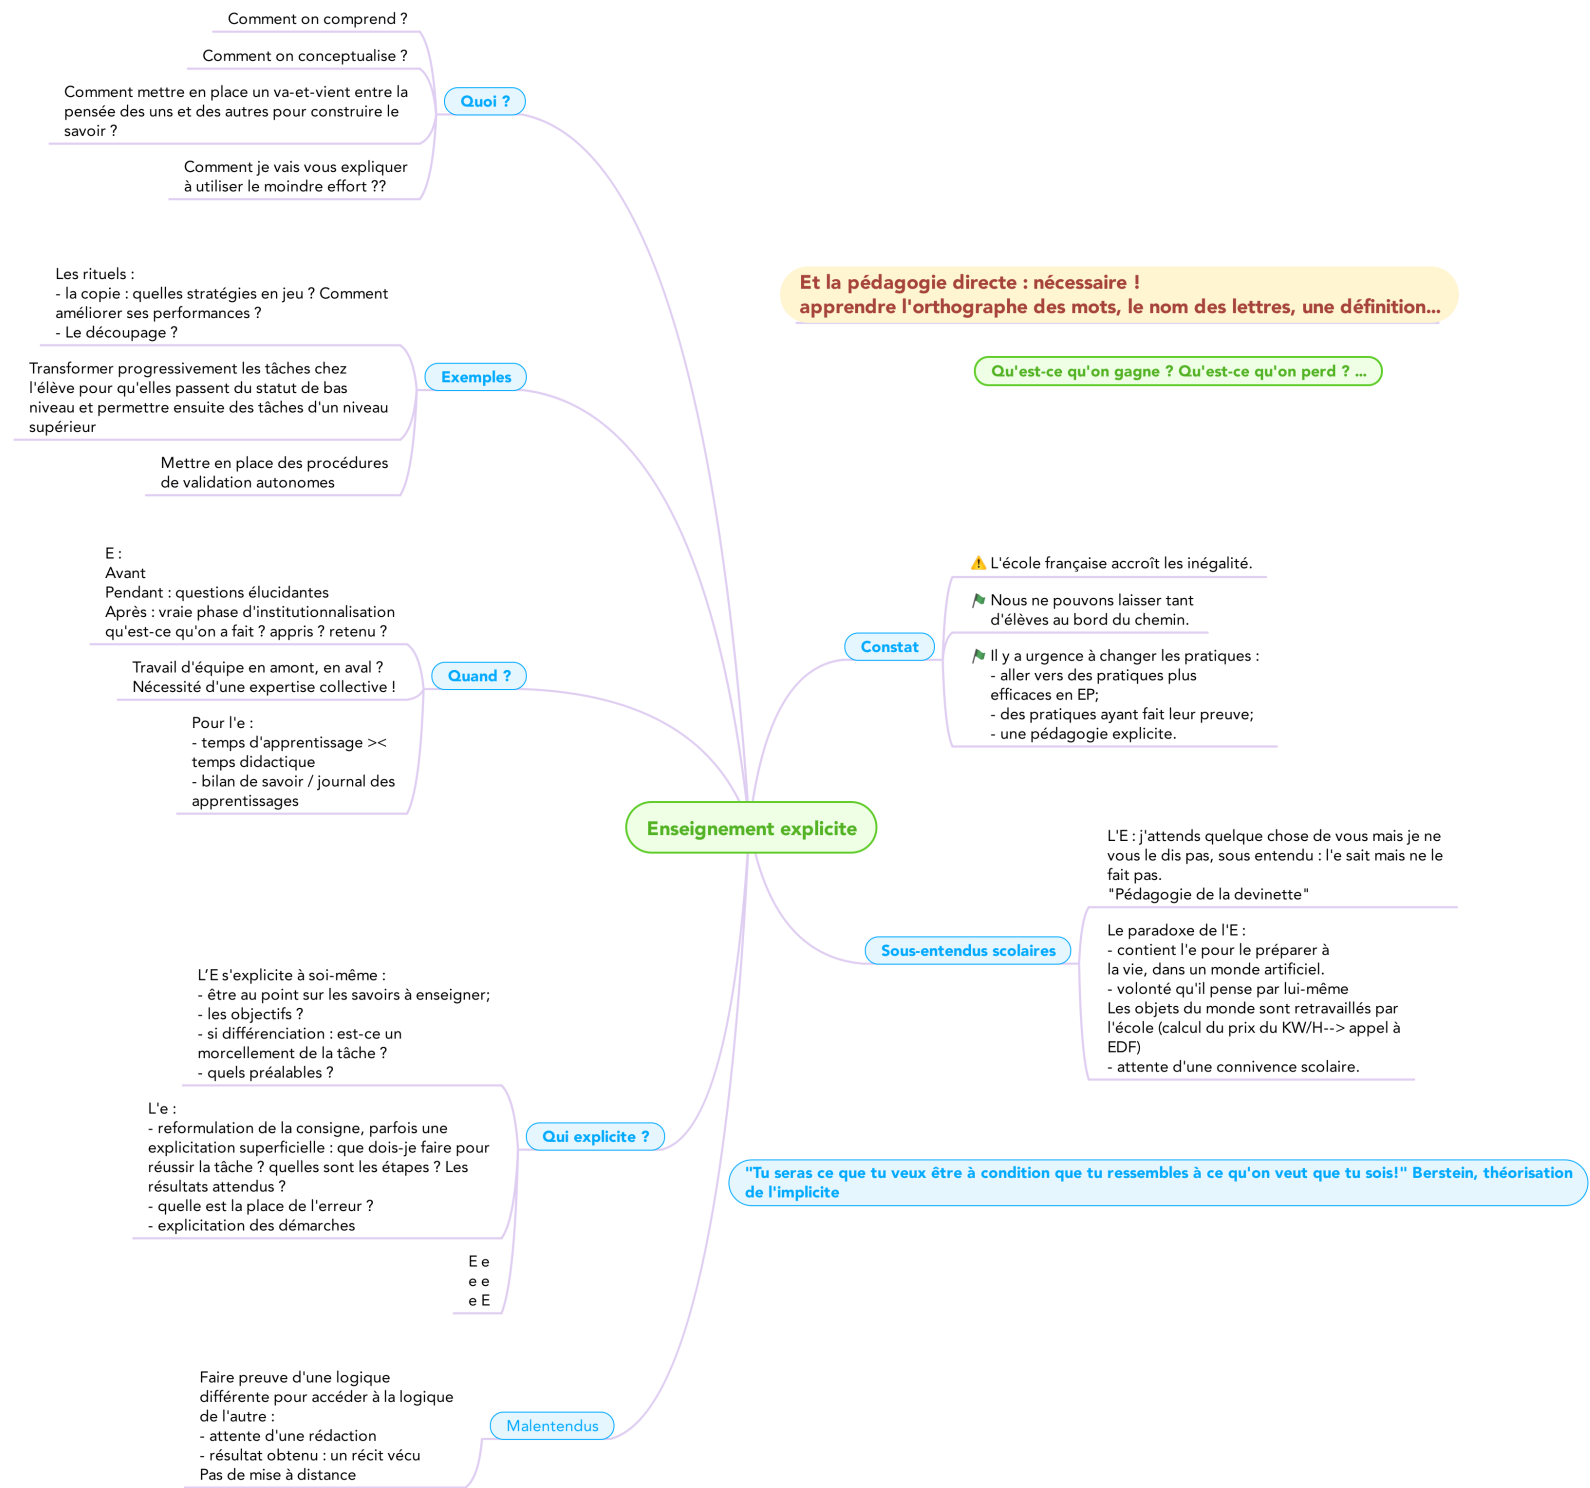 Comment on comprend ?
Comment on conceptualise ?
Comment mettre en place un va-et-vient entre la
pensée des uns et des autres pour construire le
savoir ?
Comment je vais vous expliquer
à utiliser le moindre effort ??
Quoi ?
Les rituels :
- la copie : quelles stratégies en jeu ? Comment
améliorer ses performances ?
- Le découpage ?
Transformer progressivement les tâches chez
l'élève pour qu'elles passent du statut de bas
niveau et permettre ensuite des tâches d'un niveau
supérieur
Mettre en place des procédures
de validation autonomes
Exemples
E :
Avant
Pendant : questions élucidantes
Après : vraie phase d'institutionnalisation
qu'est-ce qu'on a fait ? appris ? retenu ?
Travail d'équipe en amont, en aval ?
Nécessité d'une expertise collective !
Pour l'e :
- temps d'apprentissage ><
temps didactique
- bilan de savoir / journal des
apprentissages
Quand ?
L’E s'explicite à soi-même :
- être au point sur les savoirs à enseigner;
- les objectifs ?
- si différenciation : est-ce un
morcellement de la tâche ?
- quels préalables ?
L'e :
- reformulation de la consigne, parfois une
explicitation superficielle : que dois-je faire pour
réussir la tâche ? quelles sont les étapes ? Les
résultats attendus ?
- quelle est la place de l'erreur ?
- explicitation des démarches
E e
e e
e E
Qui explicite ?
Faire preuve d'une logique
différente pour accéder à la logique
de l'autre :
- attente d'une rédaction
- résultat obtenu : un récit vécu
Pas de mise à distance
Malentendus
Enseignement explicite
Et la pédagogie directe : nécessaire !
apprendre l'orthographe des mots, le nom des lettres, une définition...
Qu'est-ce qu'on gagne ? Qu'est-ce qu'on perd ? ...
Constat
L'école française accroît les inégalité.
Nous ne pouvons laisser tant
d'élèves au bord du chemin.
Il y a urgence à changer les pratiques :
- aller vers des pratiques plus
efficaces en EP;
- des pratiques ayant fait leur preuve;
- une pédagogie explicite.
Sous-entendus scolaires
L'E : j'attends quelque chose de vous mais je ne
vous le dis pas, sous entendu : l'e sait mais ne le
fait pas.
"Pédagogie de la devinette"
Le paradoxe de l'E :
- contient l'e pour le préparer à
la vie, dans un monde artificiel.
- volonté qu'il pense par lui-même
Les objets du monde sont retravaillés par
l'école (calcul du prix du KW/H--> appel à
EDF)
- attente d'une connivence scolaire.
"Tu seras ce que tu veux être à condition que tu ressembles à ce qu'on veut que tu sois!" Berstein, théorisation
de l'implicite